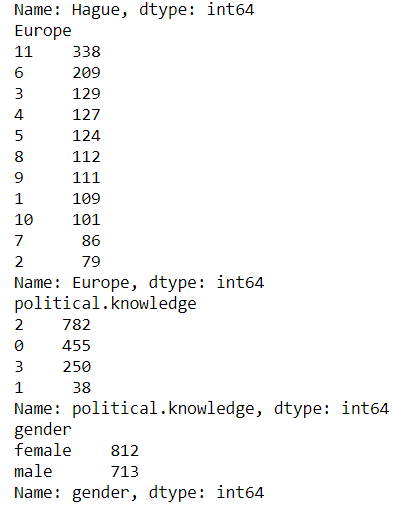 Name: Hague, dtype: int64
Europe
11    338
6     209
3     129
4     127
5     124
8     112
9     111
1     109
10    101
7      86
2      79
Name: Europe, dtype: int64
political.knowledge
2    782
0    455
3    250
1     38
Name: political.knowledge, dtype: int64
gender
female    812
male      713
Name: gender, dtype: int64